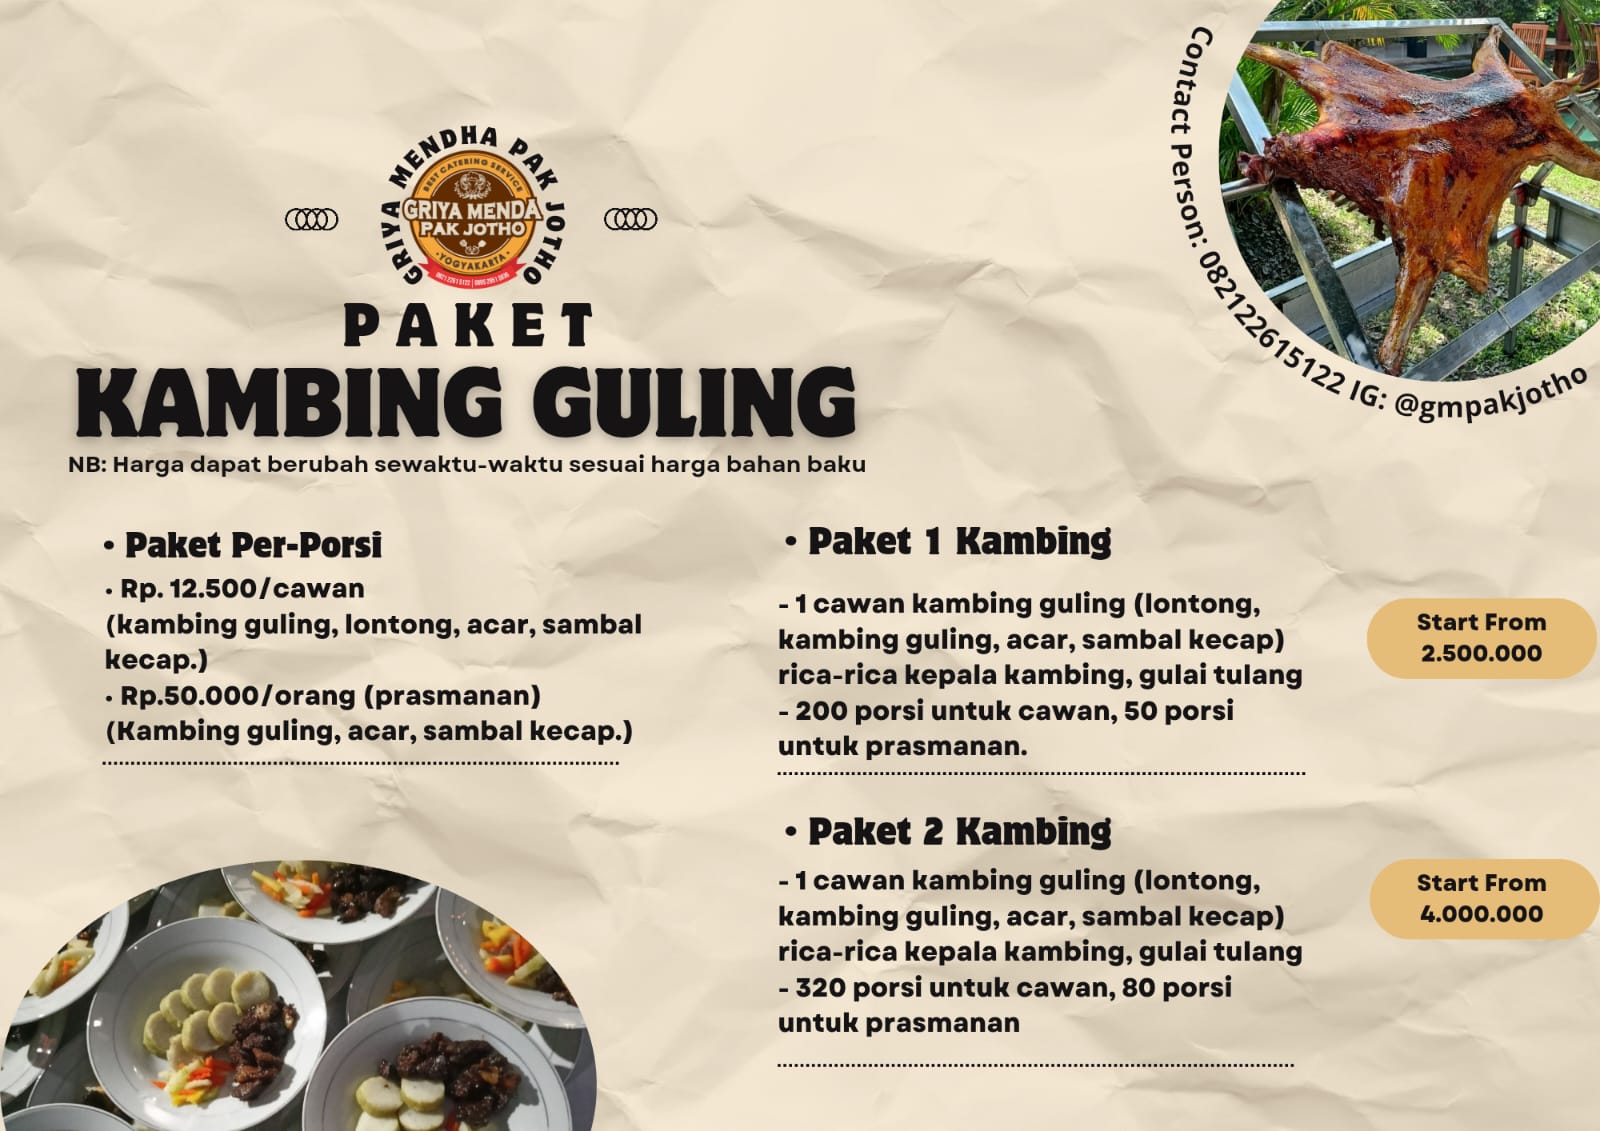 GRIYA MENDHA PAK JOTHO
BEST CATERING SERVICE
GRIYA MENDA
PAK JOTHO
YOGYAKARTA
PAKET
KAMBING GULING
NB: Harga dapat berubah sewaktu-waktu sesuai harga bahan baku
Contact Person: 082122615122 IG: @gmpakjotho
• Paket Per-Porsi
• Rp. 12.500/cawan
(kambing guling, lontong, acar, sambal
kecap.)
• Rp.50.000/orang (prasmanan)
(Kambing guling, acar, sambal kecap.)
• Paket 1 Kambing
- 1 cawan kambing guling (lontong,
kambing guling, acar, sambal kecap)
rica-rica kepala kambing, gulai tulang
- 200 porsi untuk cawan, 50 porsi
untuk prasmanan.
Start From
2.500.000
• Paket 2 Kambing
- 1 cawan kambing guling (lontong,
kambing guling, acar, sambal kecap)
rica-rica kepala kambing, gulai tulang
- 320 porsi untuk cawan, 80 porsi
untuk prasmanan
Start From
4.000.000